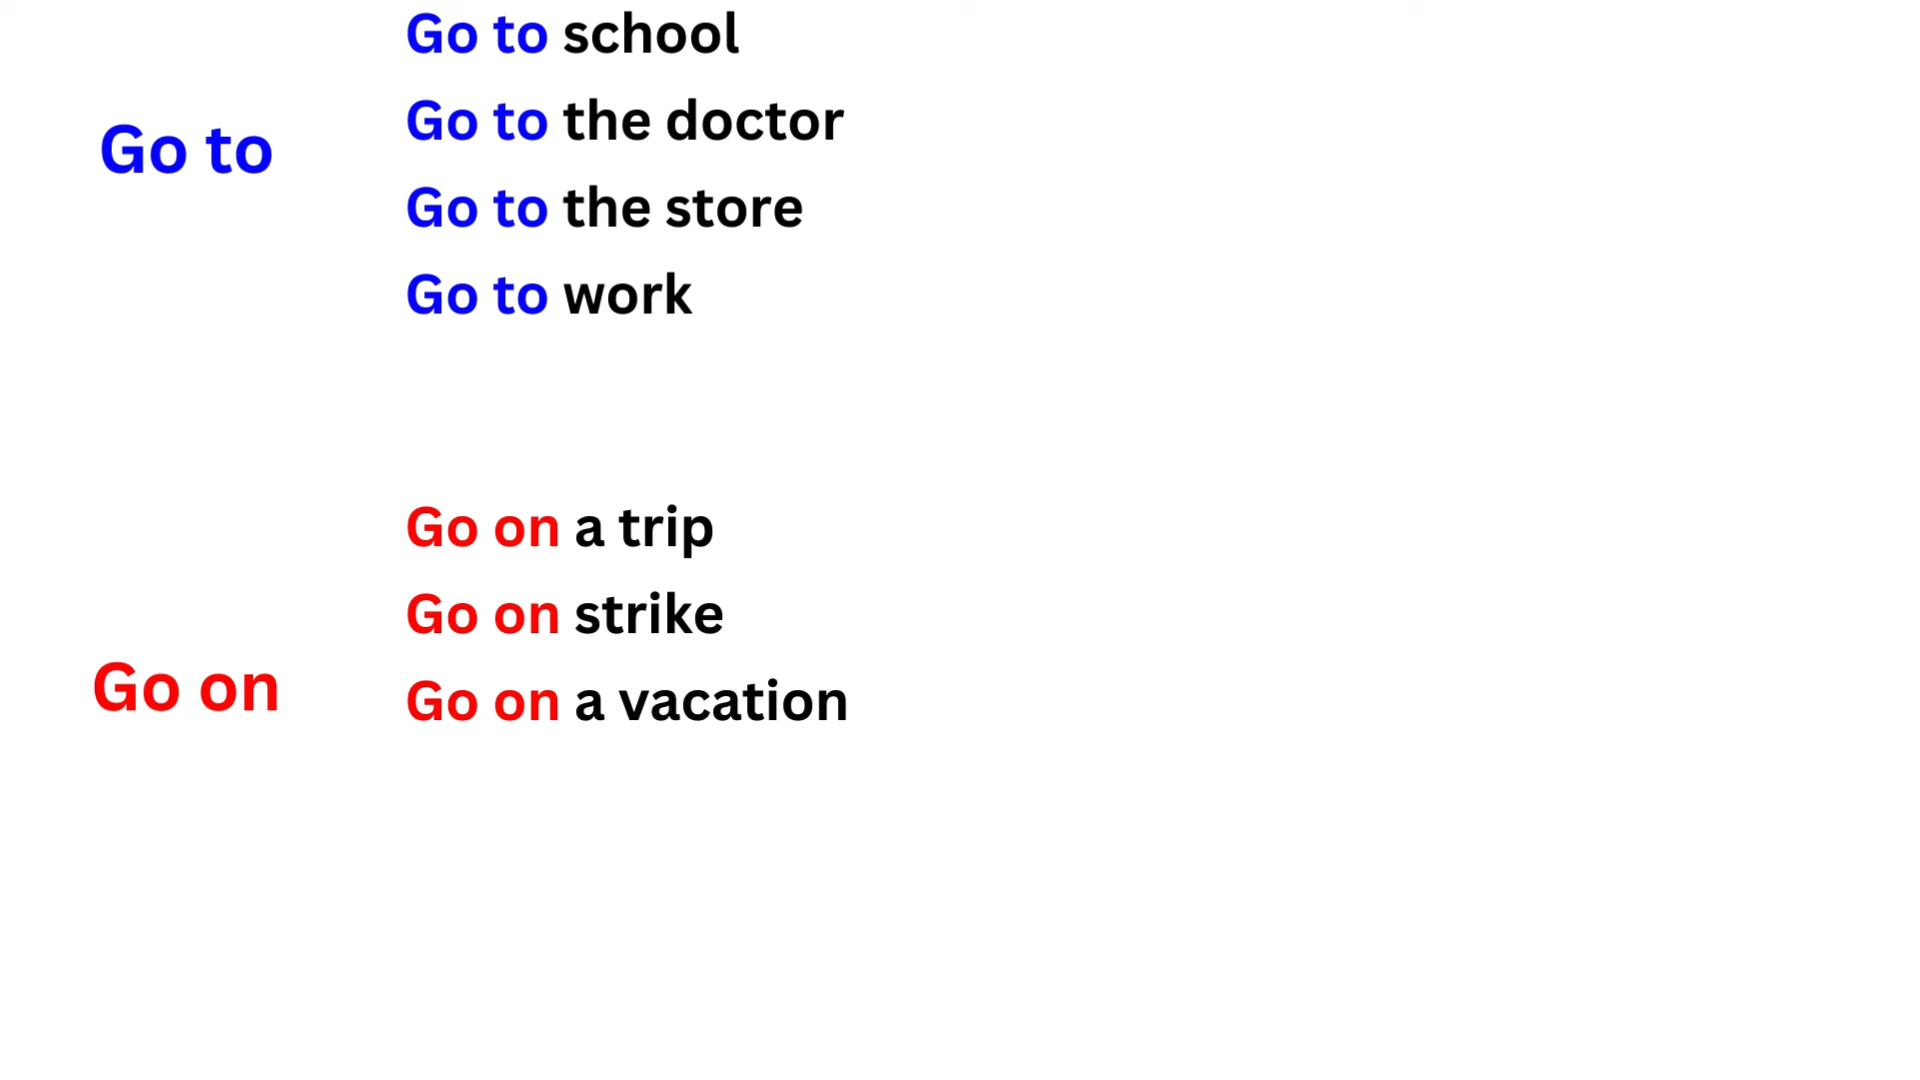 Go to
Go to school
Go to the doctor
Go to the store
Go to work
Go on
Go on a trip
Go on strike
Go on a vacation